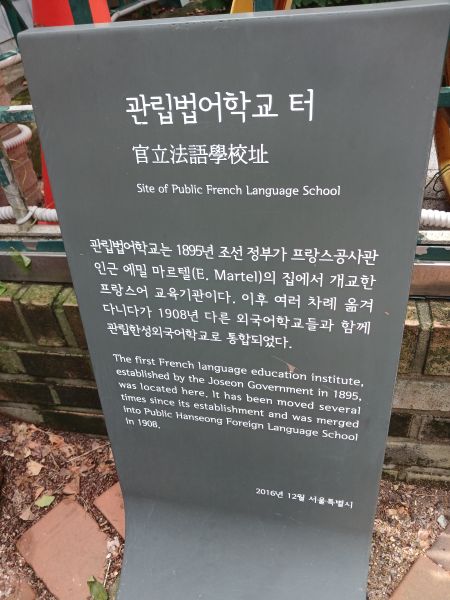 관립법어학교 터
官立法語學校址
Site of Public French Language School
관립법어학교는 1895년 조선 정부가 프랑스공사관
인근 에밀 마르텔(E. Martel)의 집에서 개교한
프랑스어 교육기관이다. 이후 여러 차례 옮겨
다니다가 1908년 다른 외국어학교들과 함께
관립한성외국어학교로 통합되었다.
The first French language education institute,
established by the Joseon Government in 1895,
was located here. It has been moved several
times since its establishment and was merged
into Public Hanseong Foreign Language School
in 1908.
2016년 12월 서울특별시